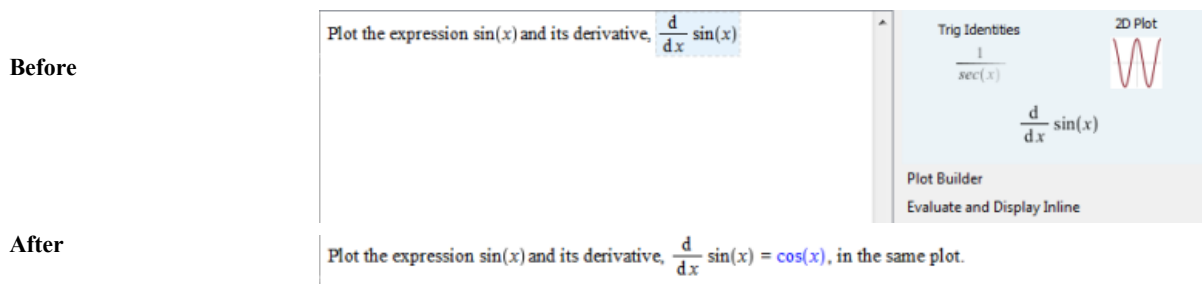 Before
Plot the expression sin(x) and its derivative, d/dx sin(x)
Trig Identities
1/sec(x)
2D Plot
d/dx sin(x)
Plot Builder
Evaluate and Display Inline
After
Plot the expression sin(x) and its derivative, d/dx sin(x) = cos(x), in the same plot.